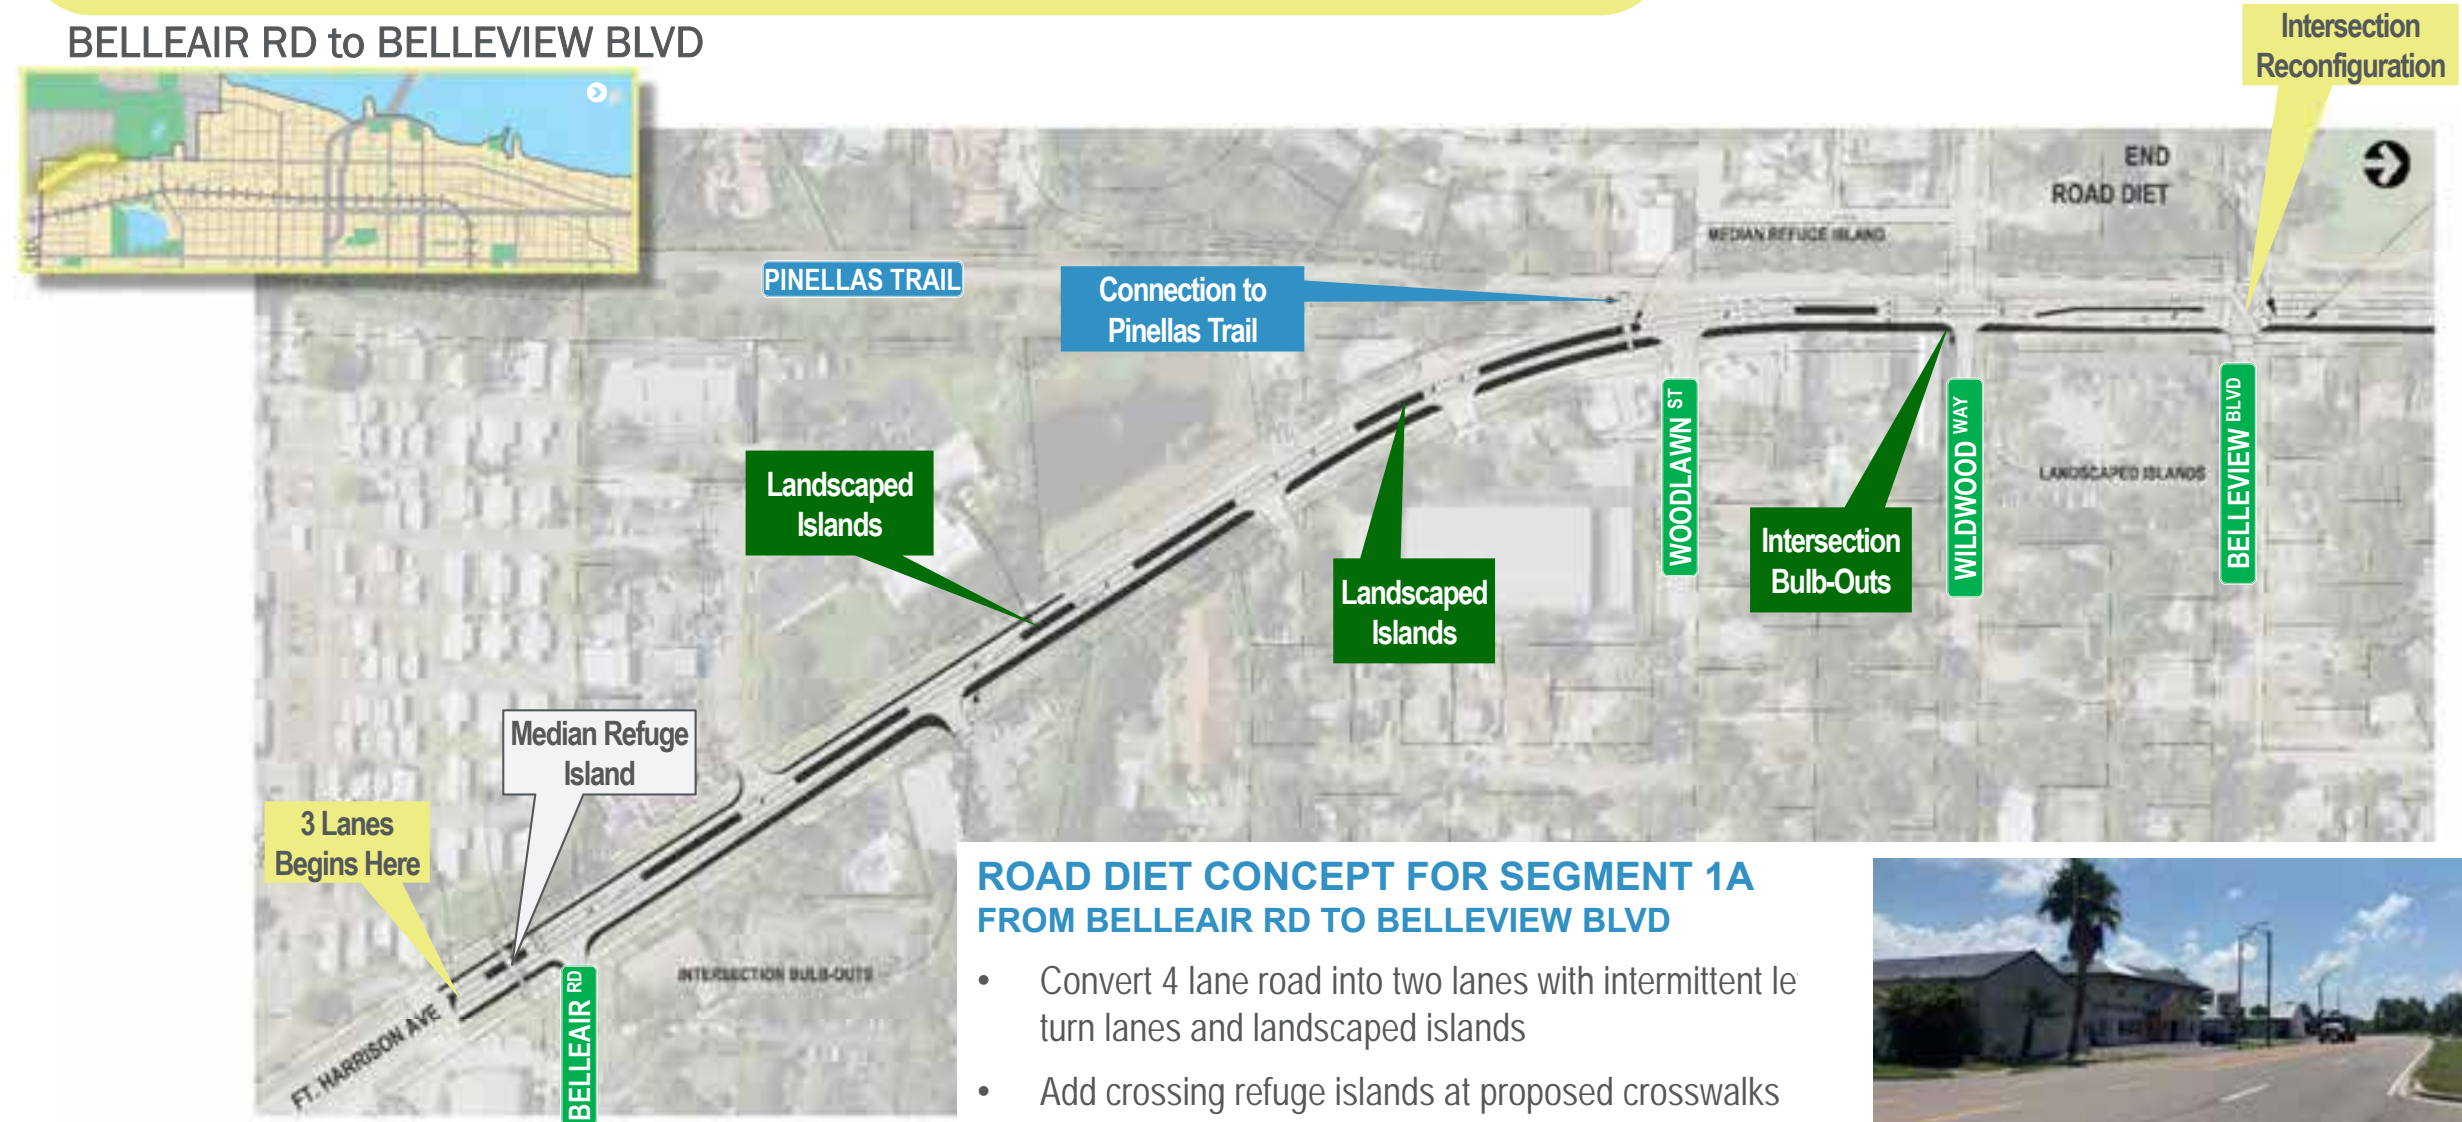 BELLEAIR RD to BELLEVIEW BLVD
Intersection
Reconfiguration
END
ROAD DIET
MEDIAN REFUGE ISLAND
PINELLAS TRAIL
Connection to
Pinellas Trail
WOODLAWN ST
WILDWOOD WAY
BELLEVIEW BLVD
LANDSCAPED ISLANDS
Landscaped
Islands
Intersection
Bulb-Outs
Landscaped
Islands
Median Refuge
Island
3 Lanes
Begins Here
FT. HARRISON AVE
BELLEAIR RD
INTERSECTION BULB-OUTS
ROAD DIET CONCEPT FOR SEGMENT 1A
FROM BELLEAIR RD TO BELLEVIEW BLVD
• Convert 4 lane road into two lanes with intermittent le
turn lanes and landscaped islands
• Add crossing refuge islands at proposed crosswalks